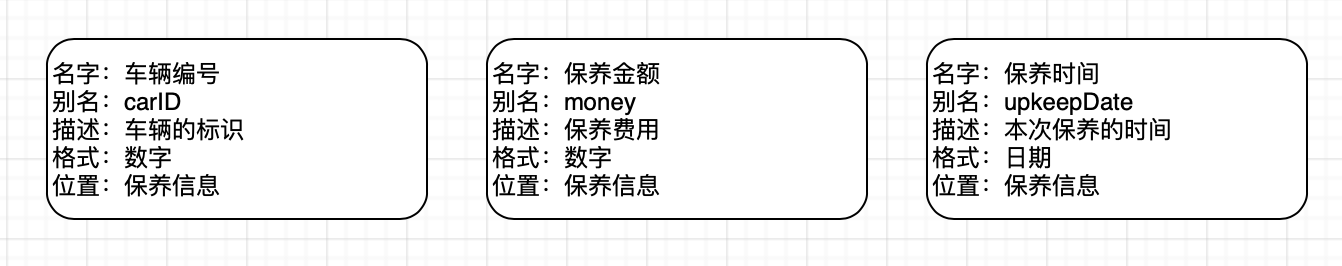 名字：车辆编号
别名：carID
描述：车辆的标识
格式：数字
位置：保养信息
名字：保养金额
别名：money
描述：保养费用
格式：数字
位置：保养信息
名字：保养时间
别名：upkeepDate
描述：本次保养的时间
格式：日期
位置：保养信息